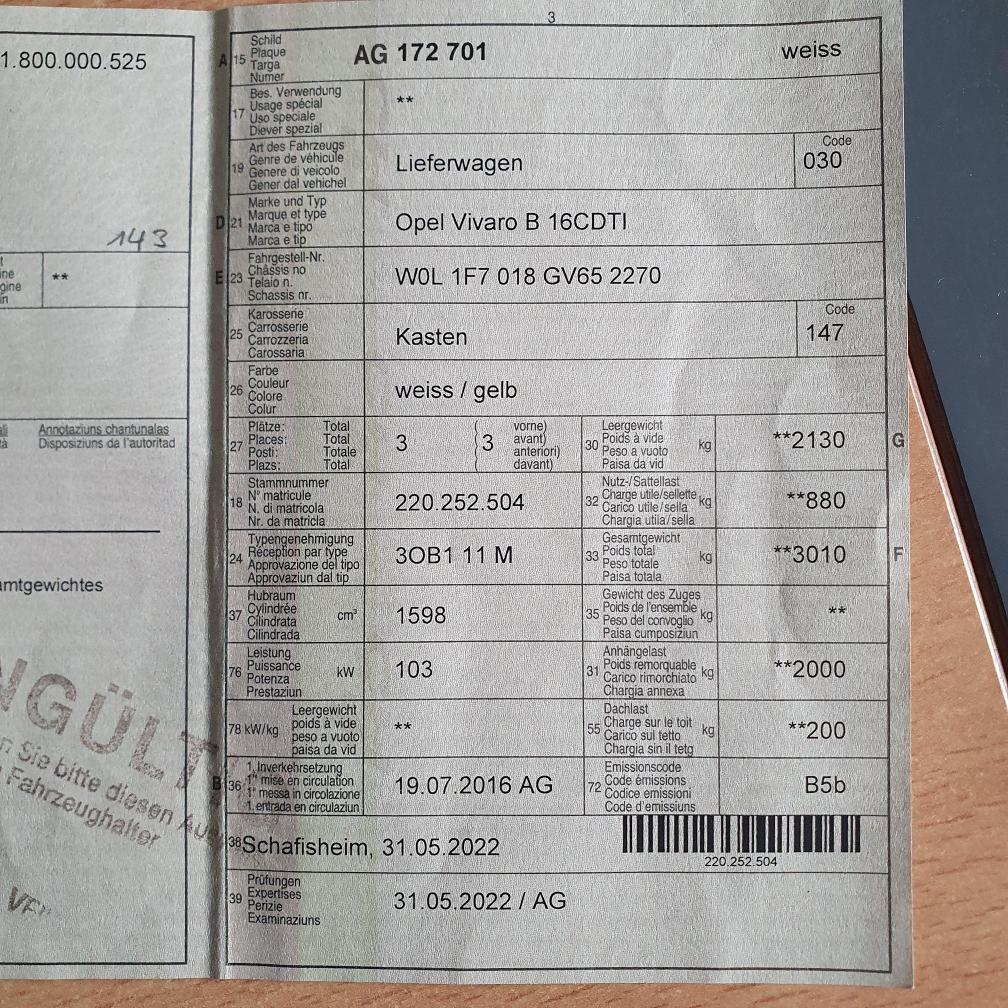 3
1.800.000.525
143
ine
gine
in
**
Annotaziuns chantunalas
Disposiziuns da l'autoritad
amtgewichtes
NGÜLT
n Sie bitte diesen Aus
Fahrzeughalter
A 15 Schild
Plaque
Targa
Numer
AG 172 701 weiss
17 Bes. Verwendung
Usage spécial
Uso speciale
Diever spezial
**
19 Art des Fahrzeugs
Genre de véhicule
Genere di veicolo
Gener dal vehichel
Lieferwagen
Code
030
D 21 Marke und Typ
Marque et type
Marca e tipo
Marca e tip
Opel Vivaro B 16CDTI
E 23 Fahrgestell-Nr.
Châssis no
Telaio n.
Schassis nr.
W0L 1F7 018 GV65 2270
25 Karosserie
Carrosserie
Carrozzeria
Carossaria
Kasten
Code
147
26 Farbe
Couleur
Colore
Colur
weiss / gelb
27 Plätze: Total
Places: Total
Posti: Totale
Plazs: Total
3
3
vorne)
avant)
anteriori)
davant)
30 Leergewicht
Poids à vide
Peso a vuoto
Paisa da vid
kg
**2130
G
18 Stammnummer
N° matricule
N. di matricola
Nr. da matricla
220.252.504
32 Nutz-/Sattellast
Charge utile/sellette
Carico utile/sella
Chargia utila/sella
kg
**880
24 Typengenehmigung
Réception par type
Approvazione del tipo
Approvaziun dal tip
3OB1 11 M
33 Gesamtgewicht
Poids total
Peso totale
Paisa totala
kg
**3010
F
37 Hubraum
Cylindrée
Cilindrata
Cilindrada
cm³
1598
35 Gewicht des Zuges
Poids de l'ensemble
Peso del convoglio
Paisa cumposiziun
kg
**
76 Leistung
Puissance
Potenza
Prestaziun
kW
103
31 Anhängelast
Poids remorquable
Carico rimorchiato
Chargia annexa
kg
**2000
78 kW/kg Leergewicht
poids à vide
peso a vuoto
paisa da vid
**
55 Dachlast
Charge sur le toit
Carico sul tetto
Chargia sin il tetg
kg
**200
B 36 1. Inverkehrsetzung
1re mise en circulation
1a messa in circolazione
1. entrada en circulaziun
19.07.2016 AG
72 Emissionscode
Code émissions
Codice emissioni
Code d'emissiuns
B5b
38 Schafisheim, 31.05.2022
220.252.504
39 Prüfungen
Expertises
Perizie
Examinaziuns
31.05.2022 / AG